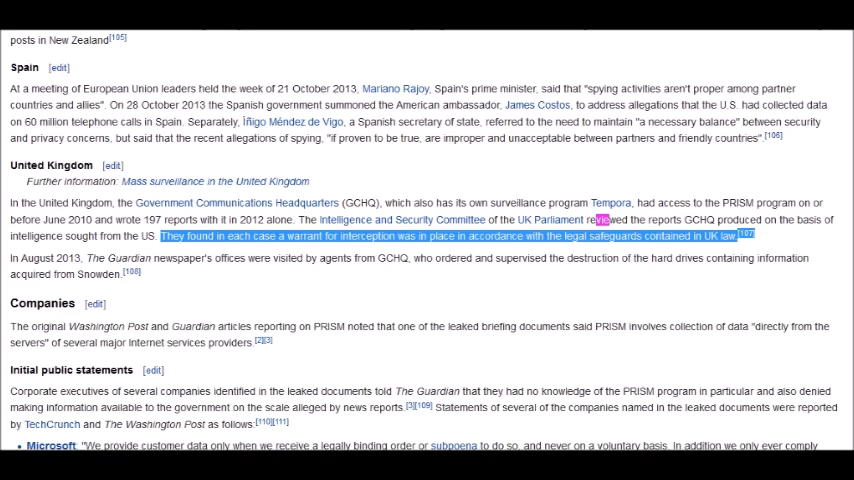 posts in New Zealand[105]
Spain [edit]
At a meeting of European Union leaders held the week of 21 October 2013, Mariano Rajoy, Spain's prime minister, said that "spying activities aren't proper among partner
countries and allies". On 28 October 2013 the Spanish government summoned the American ambassador, James Costos, to address allegations that the U.S. had collected data
on 60 million telephone calls in Spain. Separately, Íñigo Méndez de Vigo, a Spanish secretary of state, referred to the need to maintain "a necessary balance" between security
and privacy concerns, but said that the recent allegations of spying, "if proven to be true, are improper and unacceptable between partners and friendly countries".[106]
United Kingdom [edit]
Further information: Mass surveillance in the United Kingdom
In the United Kingdom, the Government Communications Headquarters (GCHQ), which also has its own surveillance program Tempora, had access to the PRISM program on or
before June 2010 and wrote 197 reports with it in 2012 alone. The Intelligence and Security Committee of the UK Parliament reviewed the reports GCHQ produced on the basis of
intelligence sought from the US. They found in each case a warrant for interception was in place in accordance with the legal safeguards contained in UK law.[107]
In August 2013, The Guardian newspaper's offices were visited by agents from GCHQ, who ordered and supervised the destruction of the hard drives containing information
acquired from Snowden.[108]
Companies [edit]
The original Washington Post and Guardian articles reporting on PRISM noted that one of the leaked briefing documents said PRISM involves collection of data "directly from the
servers" of several major Internet services providers.[2][3]
Initial public statements [edit]
Corporate executives of several companies identified in the leaked documents told The Guardian that they had no knowledge of the PRISM program in particular and also denied
making information available to the government on the scale alleged by news reports.[3][109] Statements of several of the companies named in the leaked documents were reported
by TechCrunch and The Washington Post as follows:[110][111]
• Microsoft: "We provide customer data only when we receive a legally binding order or subpoena to do so, and never on a voluntary basis. In addition we only ever comply